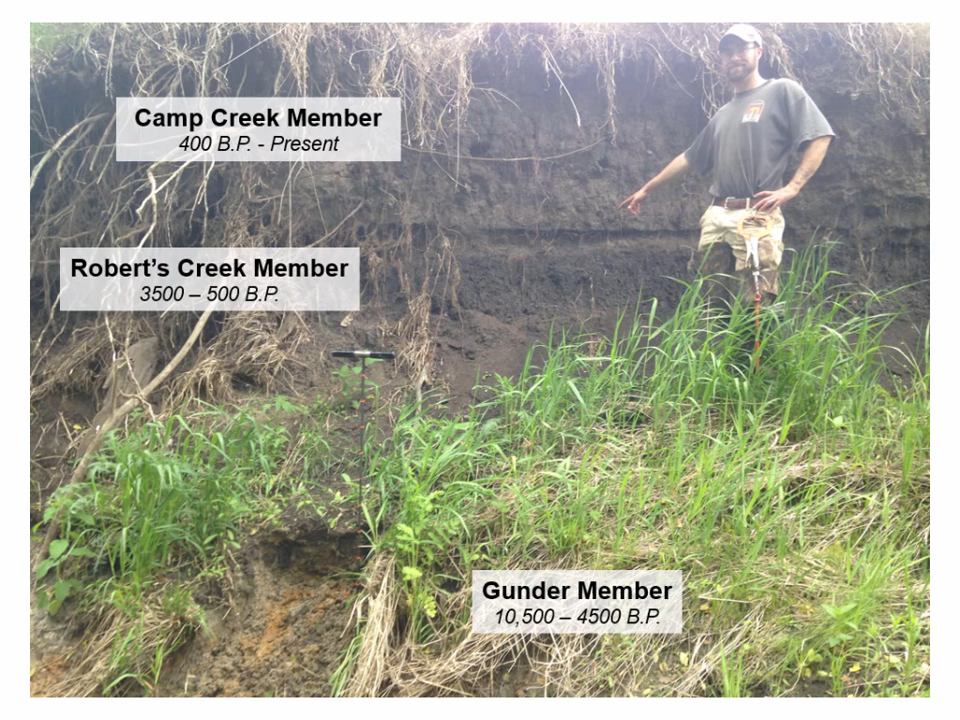 Camp Creek Member
400 B.P. - Present
Robert’s Creek Member
3500 – 500 B.P.
Gunder Member
10,500 – 4500 B.P.